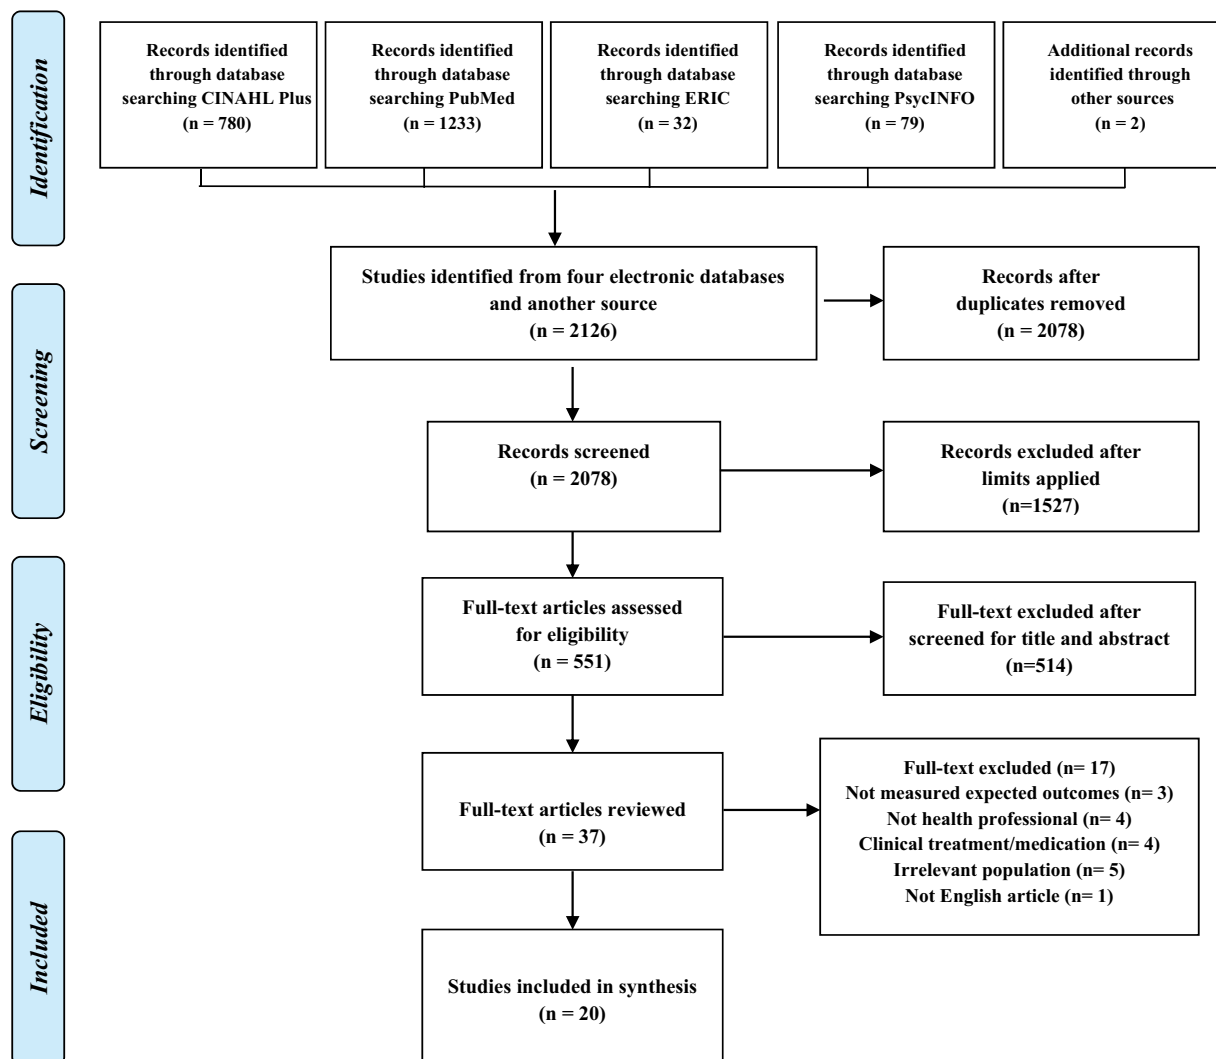 Identification
Records identified
through database
searching CINAHL Plus
(n = 780)
Records identified
through database
searching PubMed
(n = 1233)
Records identified
through database
searching ERIC
(n = 32)
Records identified
through database
searching PsycINFO
(n = 79)
Additional records
identified through
other sources
(n = 2)
Studies identified from four electronic databases
and another source
(n = 2126)
Records after
duplicates removed
(n = 2078)
Screening
Records screened
(n = 2078)
Records excluded after
limits applied
(n=1527)
Eligibility
Full-text articles assessed
for eligibility
(n = 551)
Full-text excluded after
screened for title and abstract
(n=514)
Full-text articles reviewed
(n = 37)
Full-text excluded (n= 17)
Not measured expected outcomes (n= 3)
Not health professional (n= 4)
Clinical treatment/medication (n= 4)
Irrelevant population (n= 5)
Not English article (n= 1)
Included
Studies included in synthesis
(n = 20)